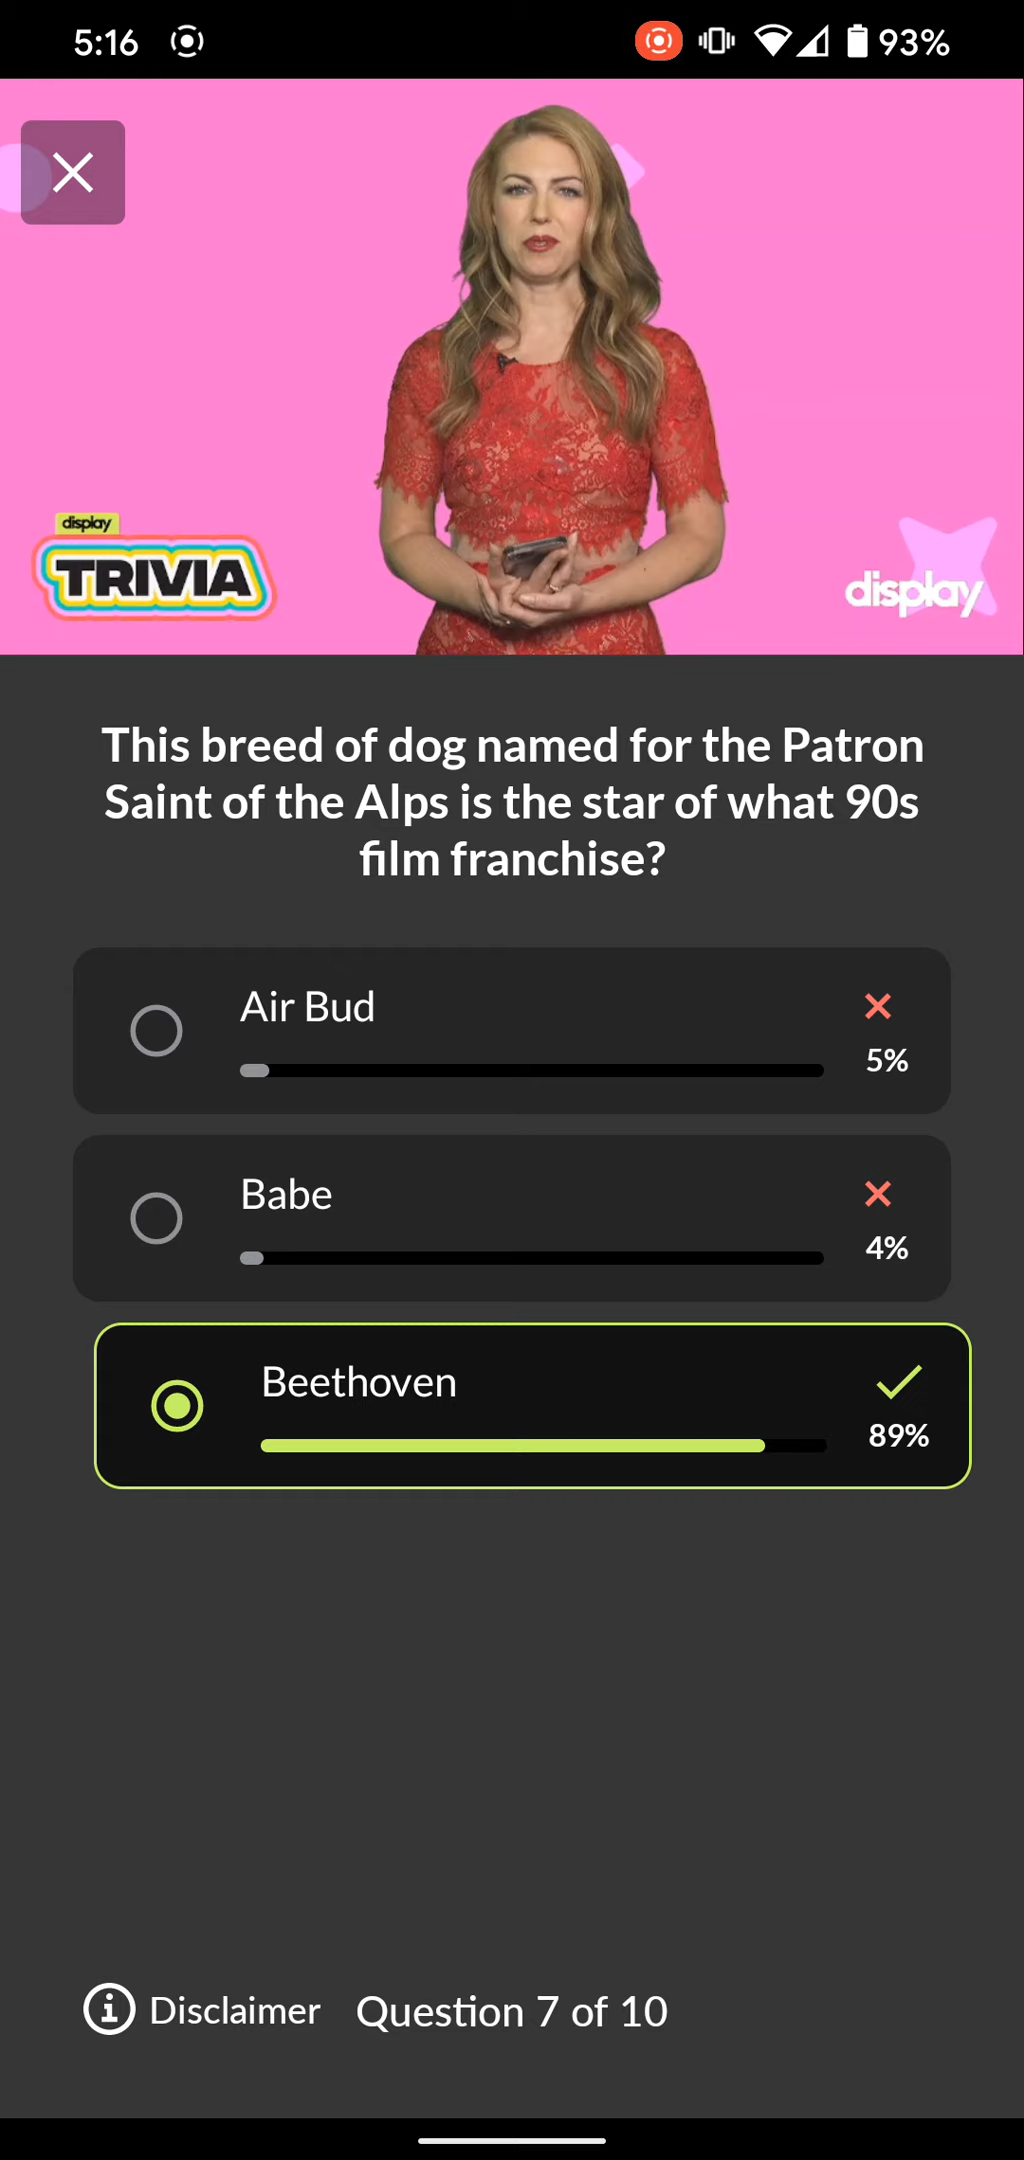 5:16
93%
display
TRIVIA
display
This breed of dog named for the Patron
Saint of the Alps is the star of what 90s
film franchise?
Air Bud
5%
Babe
4%
Beethoven
89%
Disclaimer Question 7 of 10